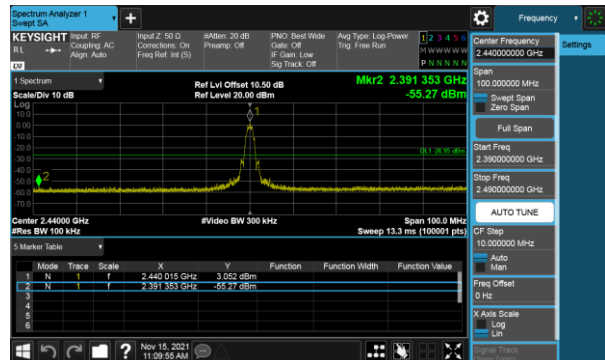 Spectrum Analyzer 1
Swept SA
+
Frequency
KEYSIGHT
RL
Input: RF
Coupling: AC
Align: Auto
Input Z: 50 Ω
Corrections: On
Freq Ref: Int (S)
#Atten: 20 dB
Preamp: Off
PNO: Best Wide
Gate: Off
IF Gain: Low
Sig Track: Off
Avg Type: Log-Power
Trig: Free Run
1 2 3 4 5 6
M W W W W W
P N N N N N
LXI
1 Spectrum
Scale/Div 10 dB
Ref Lvl Offset 10.50 dB
Ref Level 20.00 dBm
Mkr2 2.391 353 GHz
-55.27 dBm
Log
10.0
0.00
-10.0
-20.0
-30.0
-40.0
-50.0
-60.0
-70.0
1
2
DL1 -26.95 dBm
Center 2.44000 GHz
#Res BW 100 kHz
#Video BW 300 kHz
Span 100.0 MHz
Sweep 13.3 ms (100001 pts)
5 Marker Table
Mode Trace Scale X Y Function Function Width Function Value
1 N 1 f 2.440 015 GHz 3.052 dBm
2 N 1 f 2.391 353 GHz -55.27 dBm
3
4
5
6
Nov 15, 2021
11:09:55 AM
?
Center Frequency
2.440000000 GHz
Settings
Span
100.000000 MHz
Swept Span
Zero Span
Full Span
Start Freq
2.390000000 GHz
Stop Freq
2.490000000 GHz
AUTO TUNE
CF Step
10.000000 MHz
Auto
Man
Freq Offset
0 Hz
X Axis Scale
Log
Lin
Signal Track